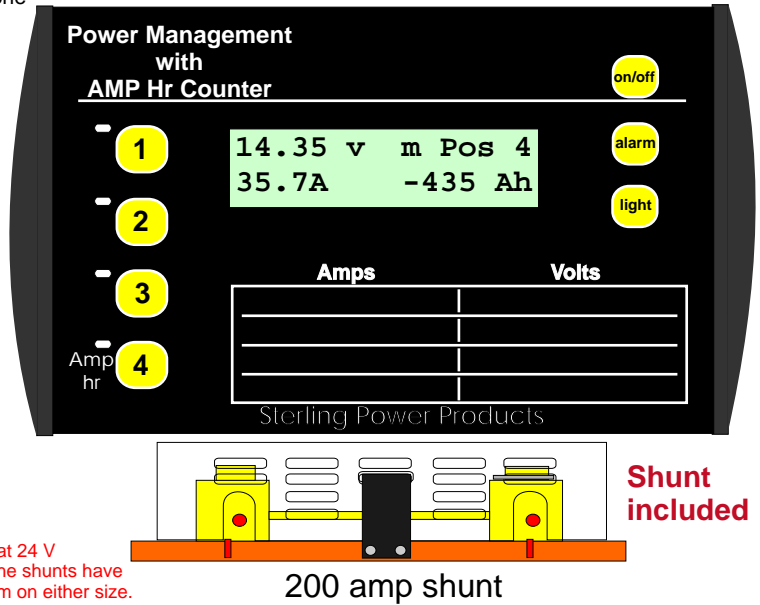 Power Management
with
AMP Hr Counter
on/off
1
14.35 v m Pos 4
alarm
35.7A -435 Ah
2
light
Amps Volts
3
Amp
hr
4
Sterling Power Products
Shunt
included
at 24 V
shunts have
on either size.
200 amp shunt